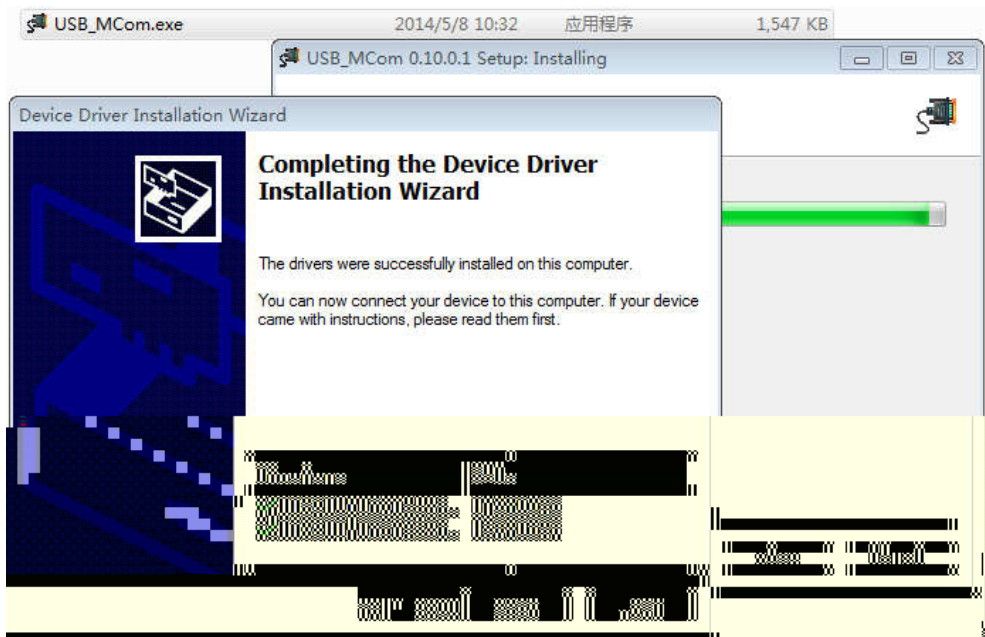 USB_MCom.exe 2014/5/8 10:32 应用程序 1,547 KB
USB_MCom 0.10.0.1 Setup: Installing
Device Driver Installation Wizard
Completing the Device Driver
Installation Wizard
The drivers were successfully installed on this computer.
You can now connect your device to this computer. If your device
came with instructions, please read them first.